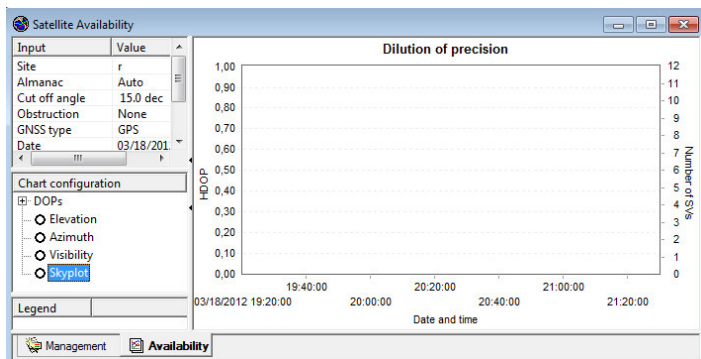 Satellite Availability
Input Value
Site r
Almanac Auto
Cut off angle 15.0 dec
Obstruction None
GNSS type GPS
Date 03/18/201.
Chart configuration
DOPs
Elevation
Azimuth
Visibility
Skyplot
Legend
Dilution of precision
HDOP
1,00
0,90
0,80
0,70
0,60
0,50
0,40
0,30
0,20
0,10
0,00
12
11
10
9
8
7
6
5
4
3
2
1
0
Number of SVs
19:40:00 20:20:00 21:00:00
03/18/2012 19:20:00 20:00:00 20:40:00 21:20:00
Date and time
Management Availability